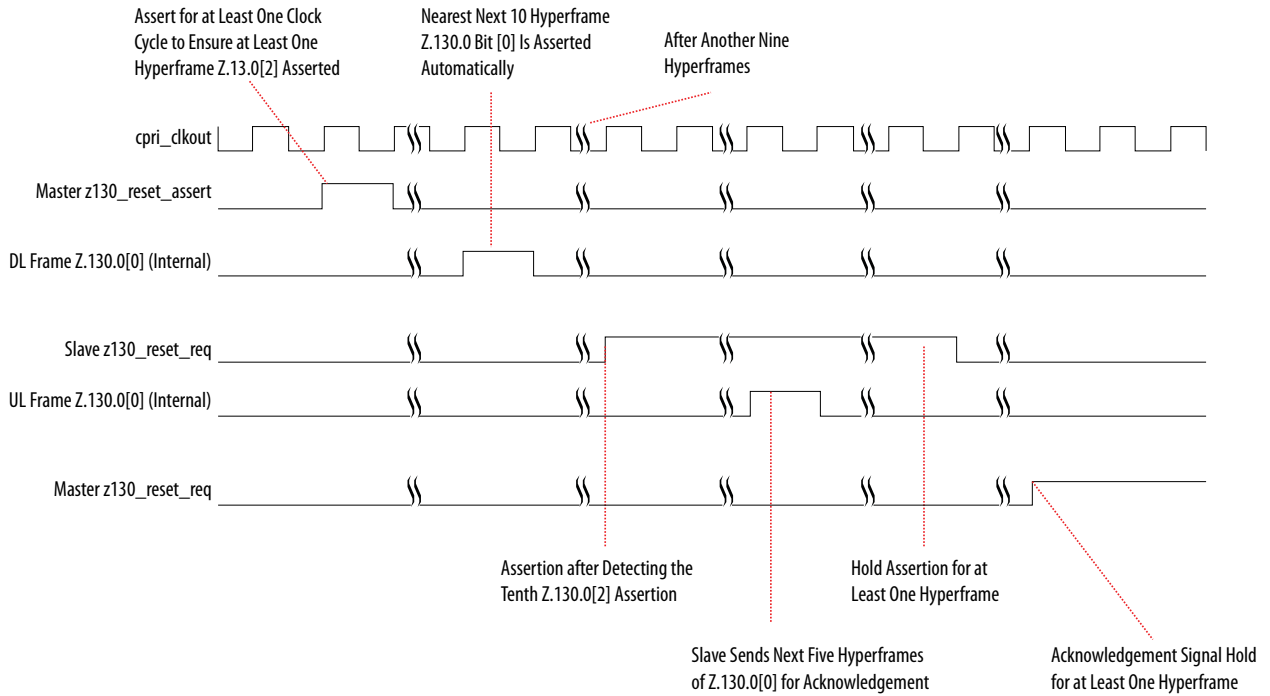 Assert for at Least One Clock
Cycle to Ensure at Least One
Hyperframe Z.13.0[2] Asserted
Nearest Next 10 Hyperframe
Z.130.0 Bit [0] Is Asserted
Automatically
After Another Nine
Hyperframes
cpri_clkout
Master z130_reset_assert
DL Frame Z.130.0[0] (Internal)
Slave z130_reset_req
UL Frame Z.130.0[0] (Internal)
Master z130_reset_req
Assertion after Detecting the
Tenth Z.130.0[2] Assertion
Hold Assertion for at
Least One Hyperframe
Slave Sends Next Five Hyperframes
of Z.130.0[0] for Acknowledgement
Acknowledgement Signal Hold
for at Least One Hyperframe